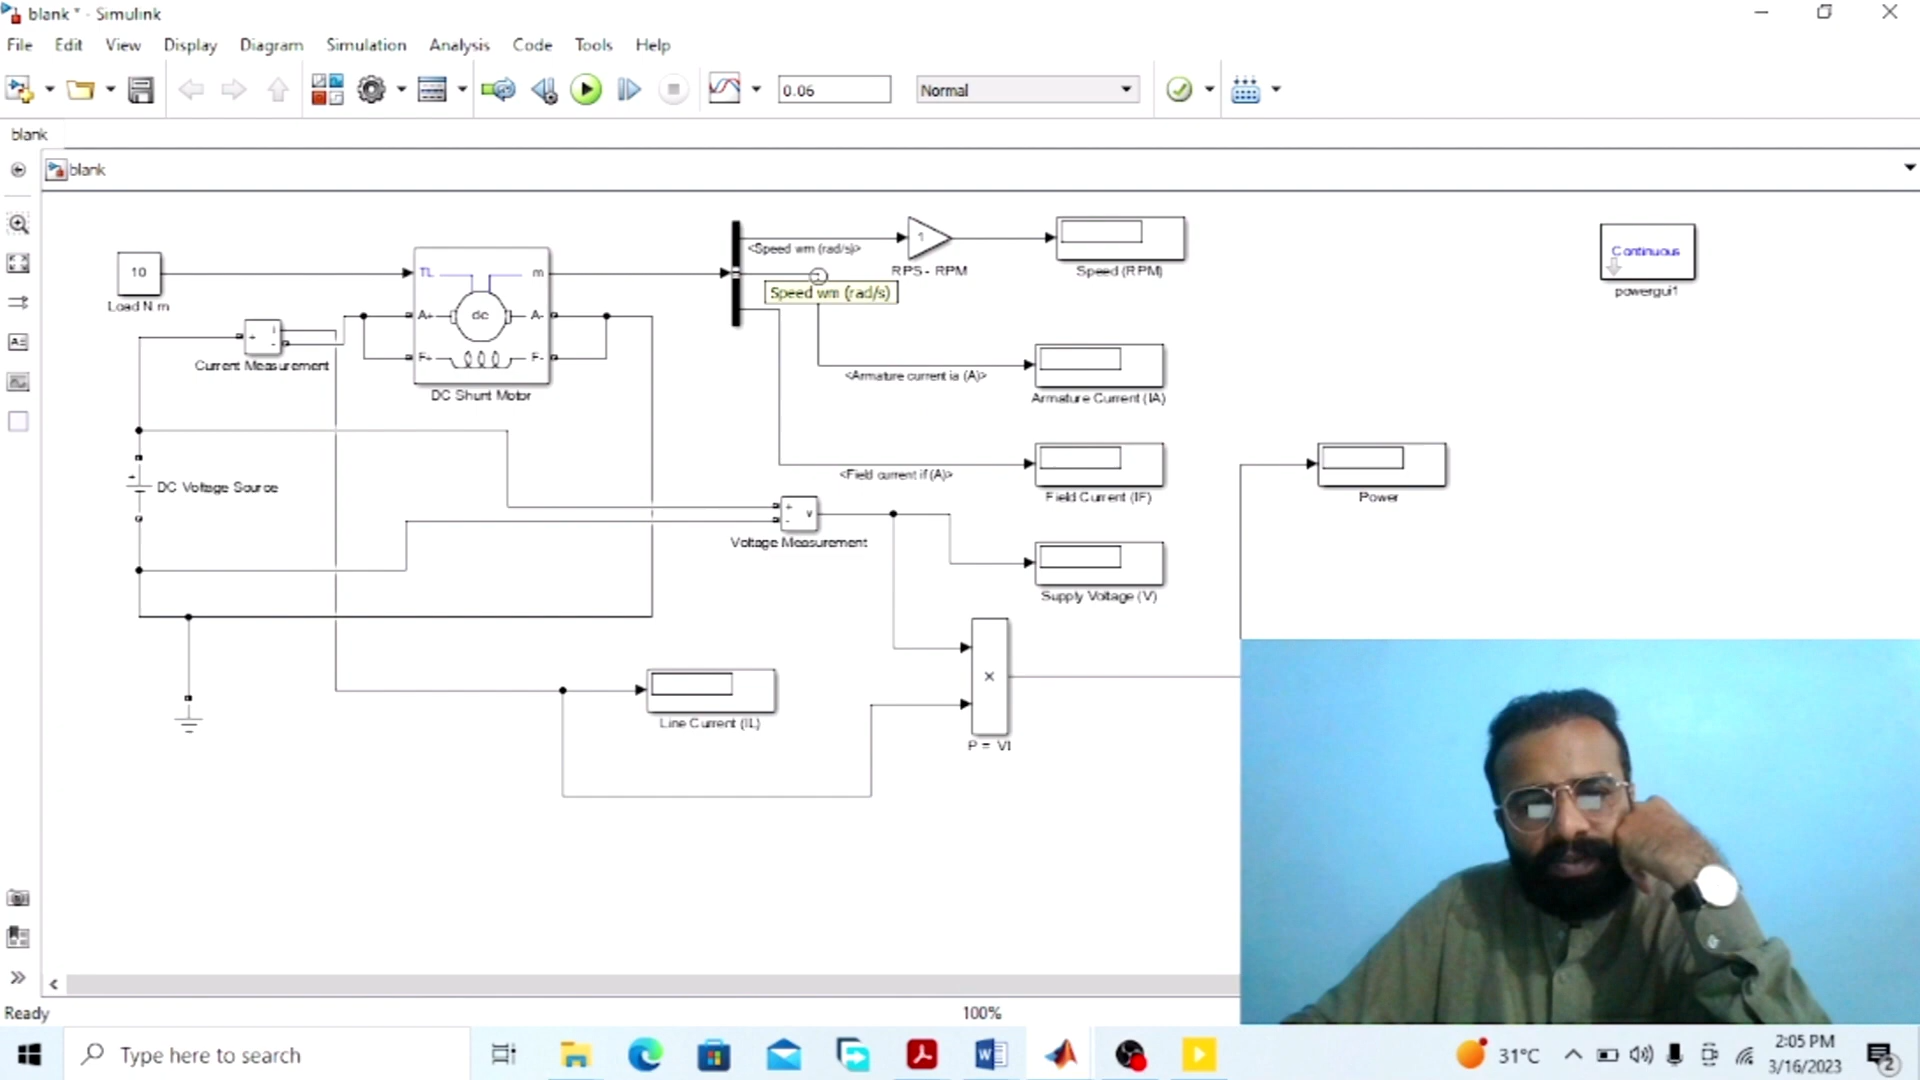 blank * - Simulink
File Edit View Display Diagram Simulation Analysis Code Tools Help
0.06
Normal
blank
blank
10
Load N m
TL
m
A+
dc
A-
F+
F-
DC Shunt Motor
+
i
-
Current Measurement
<Speed wm (rad/s)>
Speed wm (rad/s)
1
RPS - RPM
Speed (RPM)
Continuous
powergui1
<Armature current ia (A)>
Armature Current (IA)
+
DC Voltage Source
<Field current if (A)>
Field Current (IF)
Power
+
-
v
Voltage Measurement
Supply Voltage (V)
Line Current (IL)
×
P = VI
Ready
100%
Type here to search
31°C
2:05 PM
3/16/2023
2